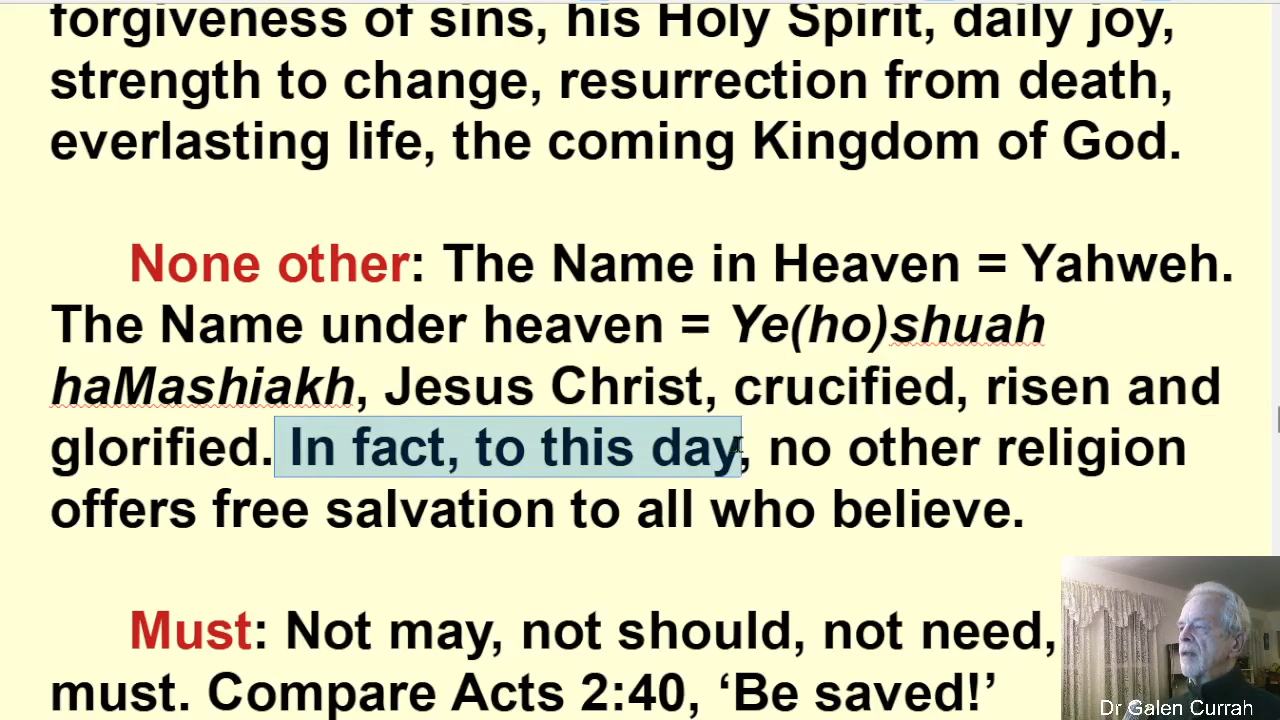 forgiveness of sins, his Holy Spirit, daily joy,
strength to change, resurrection from death,
everlasting life, the coming Kingdom of God.
None other: The Name in Heaven = Yahweh.
The Name under heaven = Ye(ho)shuah
haMashiakh, Jesus Christ, crucified, risen and
glorified. In fact, to this day, no other religion
offers free salvation to all who believe.
Must: Not may, not should, not need,
must. Compare Acts 2:40, ‘Be saved!’
Dr Galen Currah